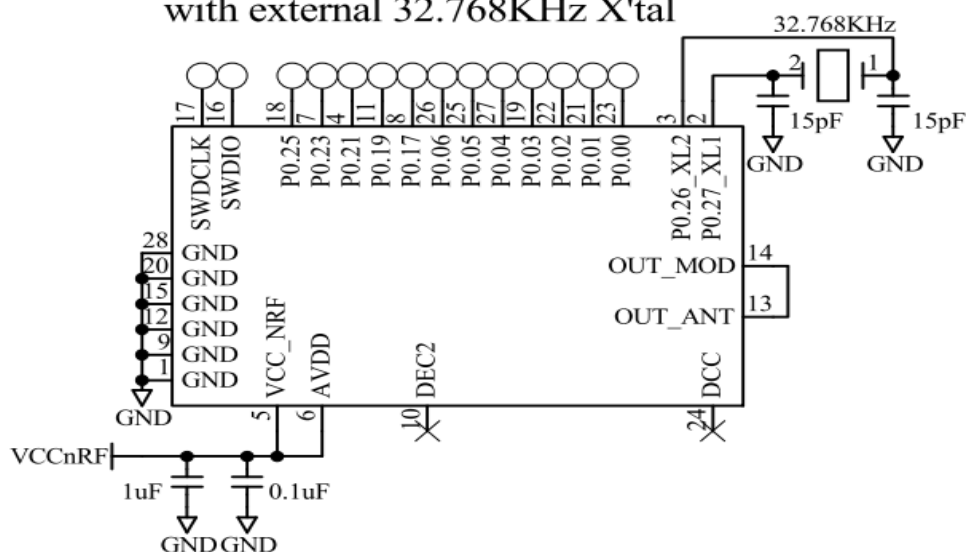 with external 32.768KHz X'tal
32.768KHz
2
1
15pF
15pF
GND
GND
17
16
18
7
4
11
8
26
25
27
19
22
21
23
3
2
SWDCLK
SWDIO
P0.25
P0.23
P0.21
P0.19
P0.17
P0.06
P0.05
P0.04
P0.03
P0.02
P0.01
P0.00
P0.26_XL2
P0.27_XL1
28 GND
20 GND
15 GND
12 GND
9 GND
1 GND
GND
OUT_MOD 14
OUT_ANT 13
VCC_NRF
AVDD
DEC2
DCC
5
6
10
24
VCCnRF
1uF
0.1uF
GND
GND